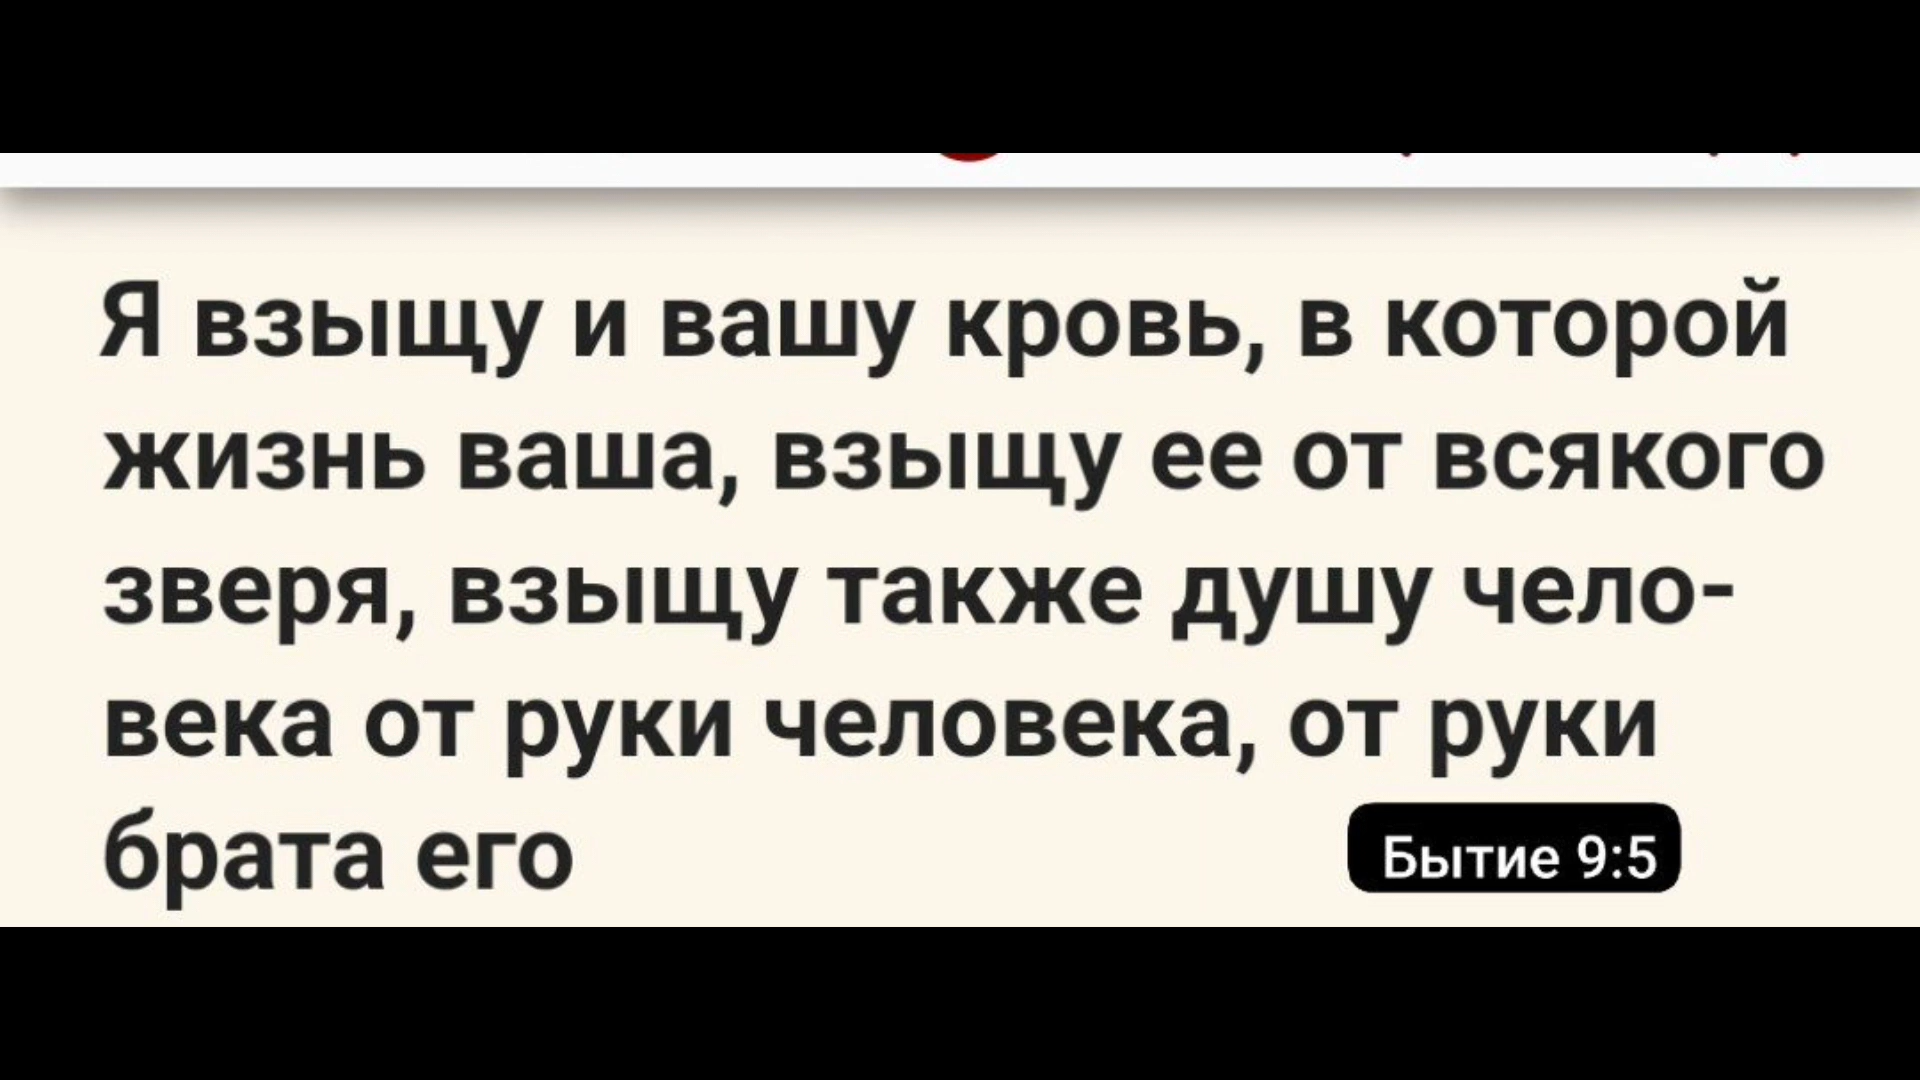 Я взыщу и вашу кровь, в которой
жизнь ваша, взыщу ее от всякого
зверя, взыщу также душу чело-
века от руки человека, от руки
брата его
Бытие 9:5